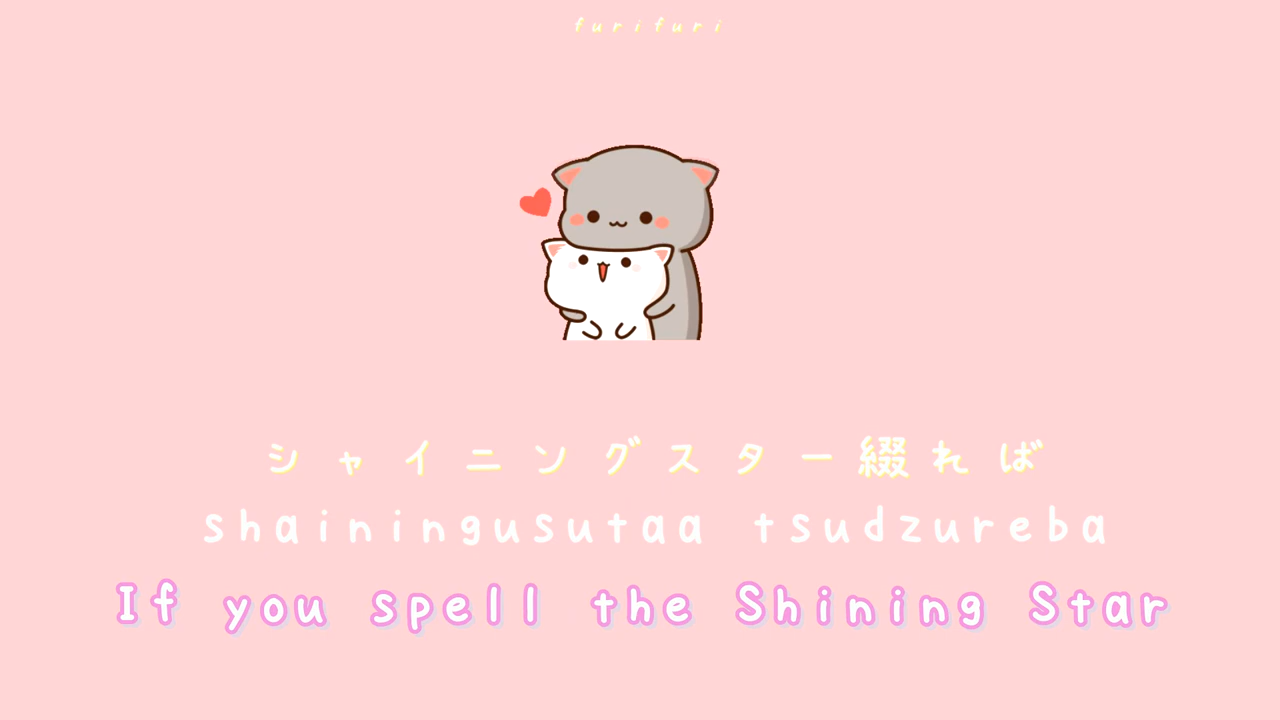 furifuri
シャイニングスター綴れば
shainingusutaa tsudzureba
If you spell the Shining Star